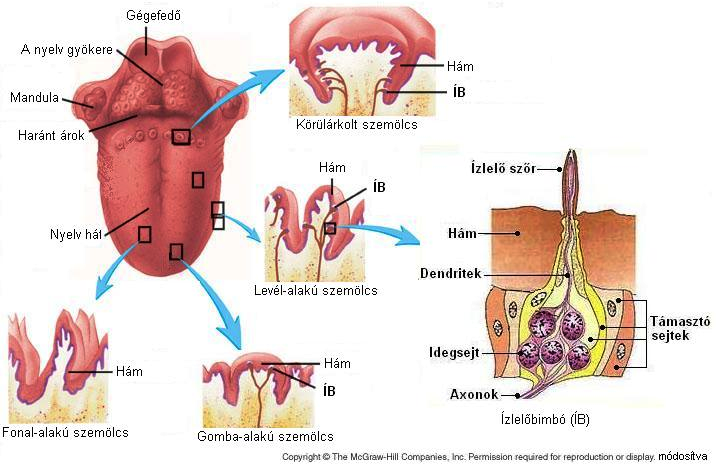 Gégefedő
A nyelv gyökere
Mandula
Haránt árok
Nyelv hát
Hám
ÍB
Körülárkolt szemölcs
Hám
ÍB
Levél-alakú szemölcs
Hám
Fonal-alakú szemölcs
Hám
ÍB
Gomba-alakú szemölcs
Ízlelő szőr
Hám
Dendritek
Támasztó
sejtek
Idegsejt
Axonok
Ízlelőbimbó (ÍB)
Copyright © The McGraw-Hill Companies, Inc. Permission required for reproduction or display. módosítva